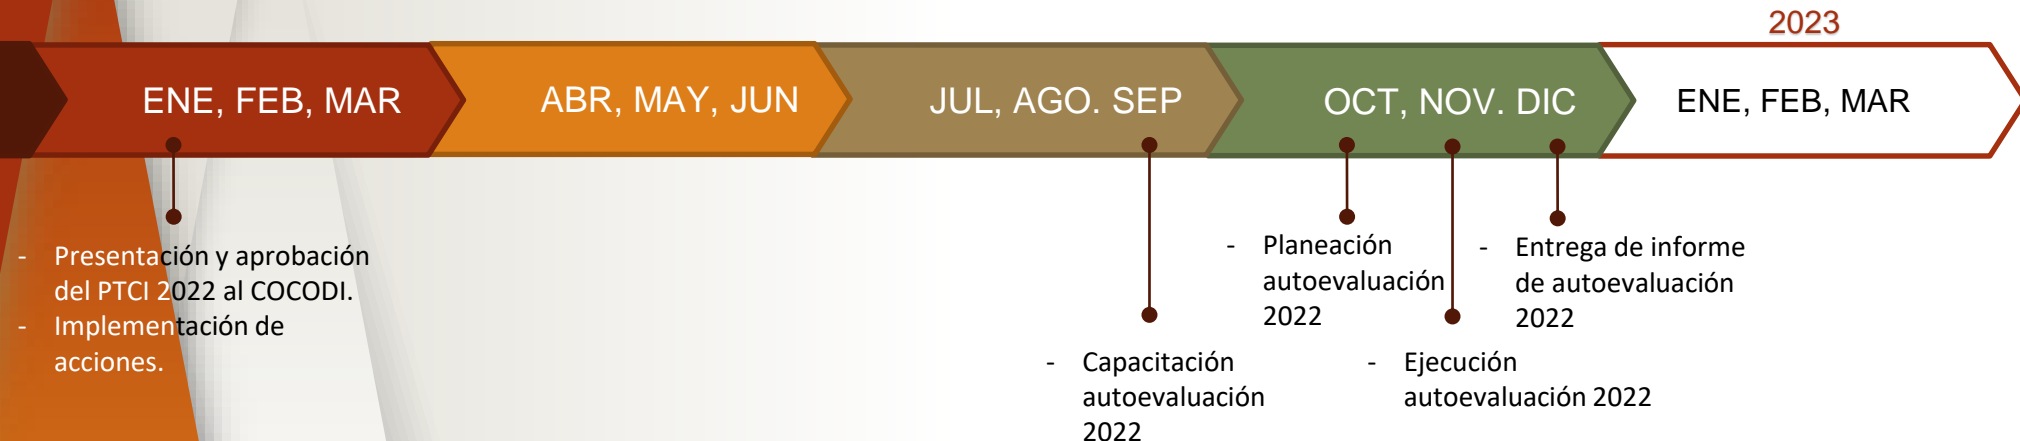 2023
ENE, FEB, MAR
ABR, MAY, JUN
JUL, AGO. SEP
OCT, NOV. DIC
ENE, FEB, MAR
- Presentación y aprobación
del PTCI 2022 al COCODI.
- Implementación de
acciones.
- Capacitación
autoevaluación
2022
- Planeación
autoevaluación
2022
- Ejecución
autoevaluación 2022
- Entrega de informe
de autoevaluación
2022